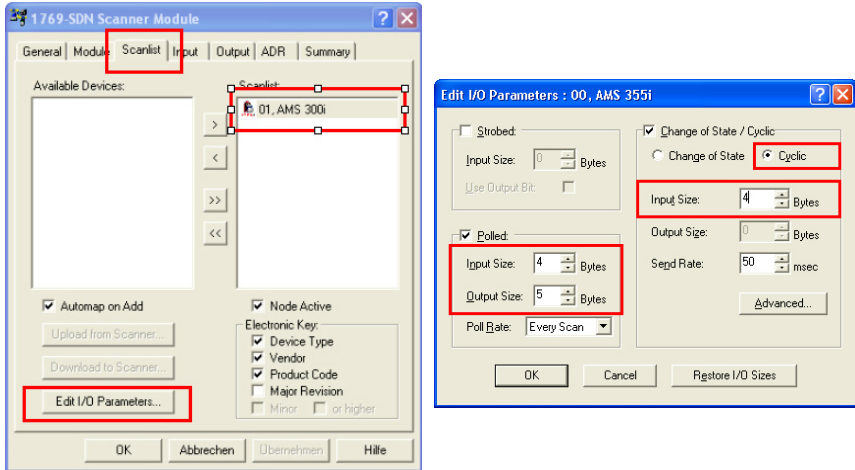 1769-SDN Scanner Module
General Module Scanlist Input Output ADR Summary
Available Devices:
Scanlist:
01, AMS 300i
>
<
>>
<<
Automap on Add
Upload from Scanner...
Download to Scanner...
Edit I/O Parameters...
Node Active
Electronic Key:
Device Type
Vendor
Product Code
Major Revision
Minor or higher
OK Abbrechen Übernehmen Hilfe
Edit I/O Parameters : 00, AMS 355i
Strobed:
Input Size: 0 Bytes
Use Output Bit:
Polled:
Input Size: 4 Bytes
Output Size: 5 Bytes
Poll Rate: Every Scan
Change of State / Cyclic
Change of State Cyclic
Input Size: 4 Bytes
Output Size: 0 Bytes
Send Rate: 50 msec
Advanced...
OK Cancel Restore I/O Sizes